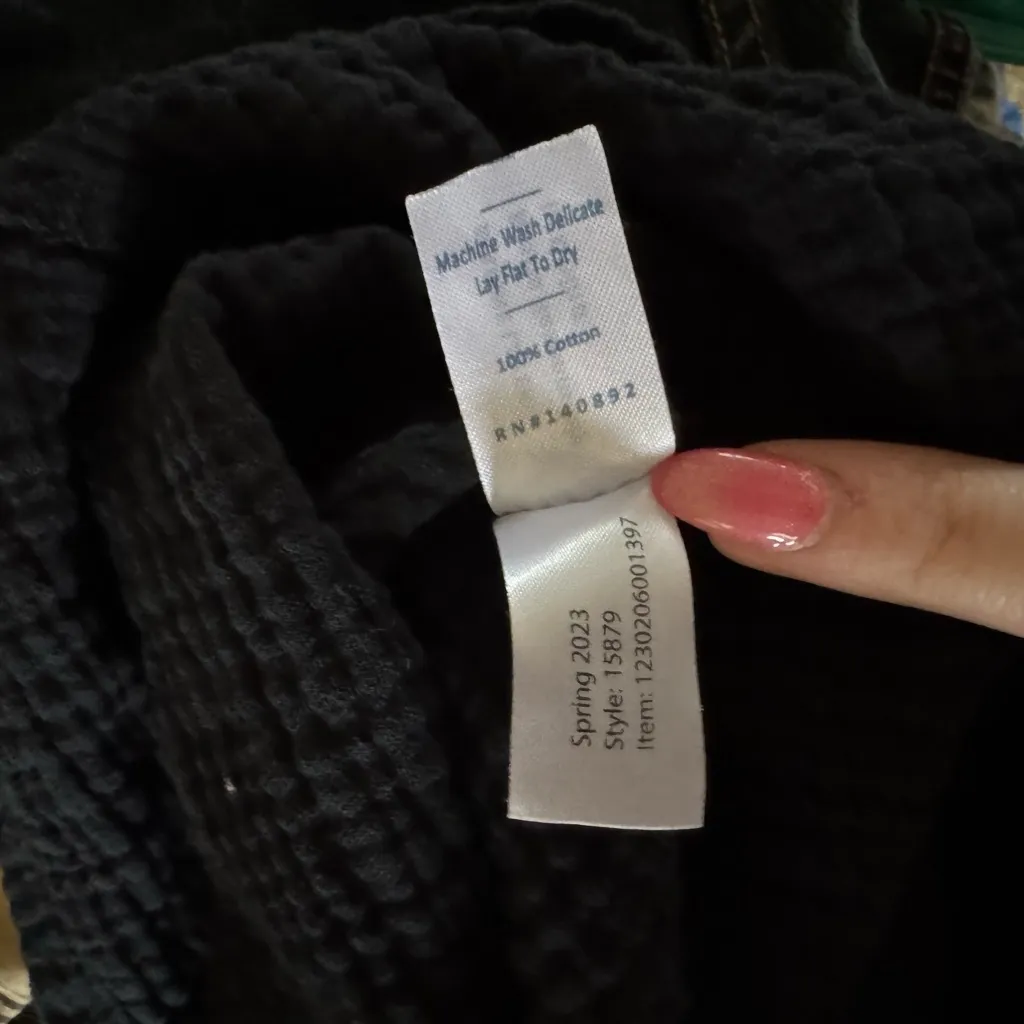 Machine Wash Delicate
Lay Flat To Dry
100% Cotton
RN#140892
Spring 2023
Style: 15879
Item: 1230206001397